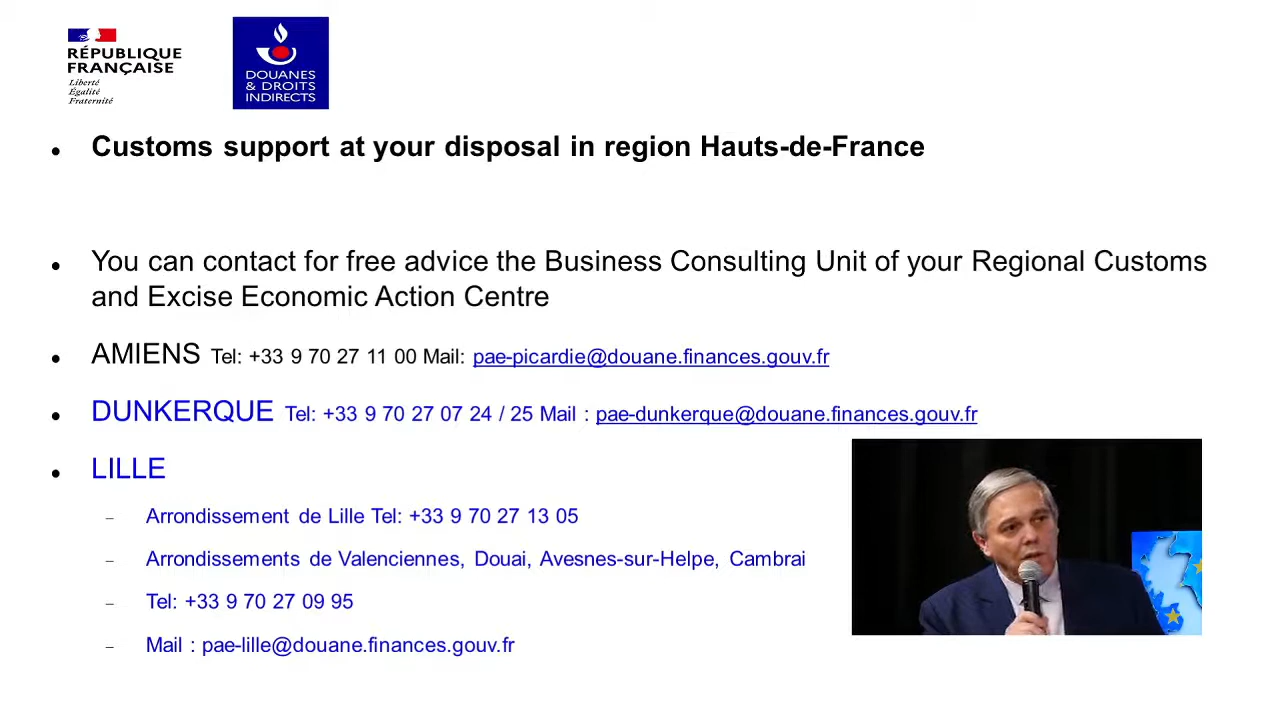 RÉPUBLIQUE
FRANÇAISE
Liberté
Égalité
Fraternité
DOUANES
& DROITS
INDIRECTS
Customs support at your disposal in region Hauts-de-France
You can contact for free advice the Business Consulting Unit of your Regional Customs
and Excise Economic Action Centre
AMIENS Tel: +33 9 70 27 11 00 Mail: pae-picardie@douane.finances.gouv.fr
DUNKERQUE Tel: +33 9 70 27 07 24 / 25 Mail : pae-dunkerque@douane.finances.gouv.fr
LILLE
Arrondissement de Lille Tel: +33 9 70 27 13 05
Arrondissements de Valenciennes, Douai, Avesnes-sur-Helpe, Cambrai
Tel: +33 9 70 27 09 95
Mail : pae-lille@douane.finances.gouv.fr